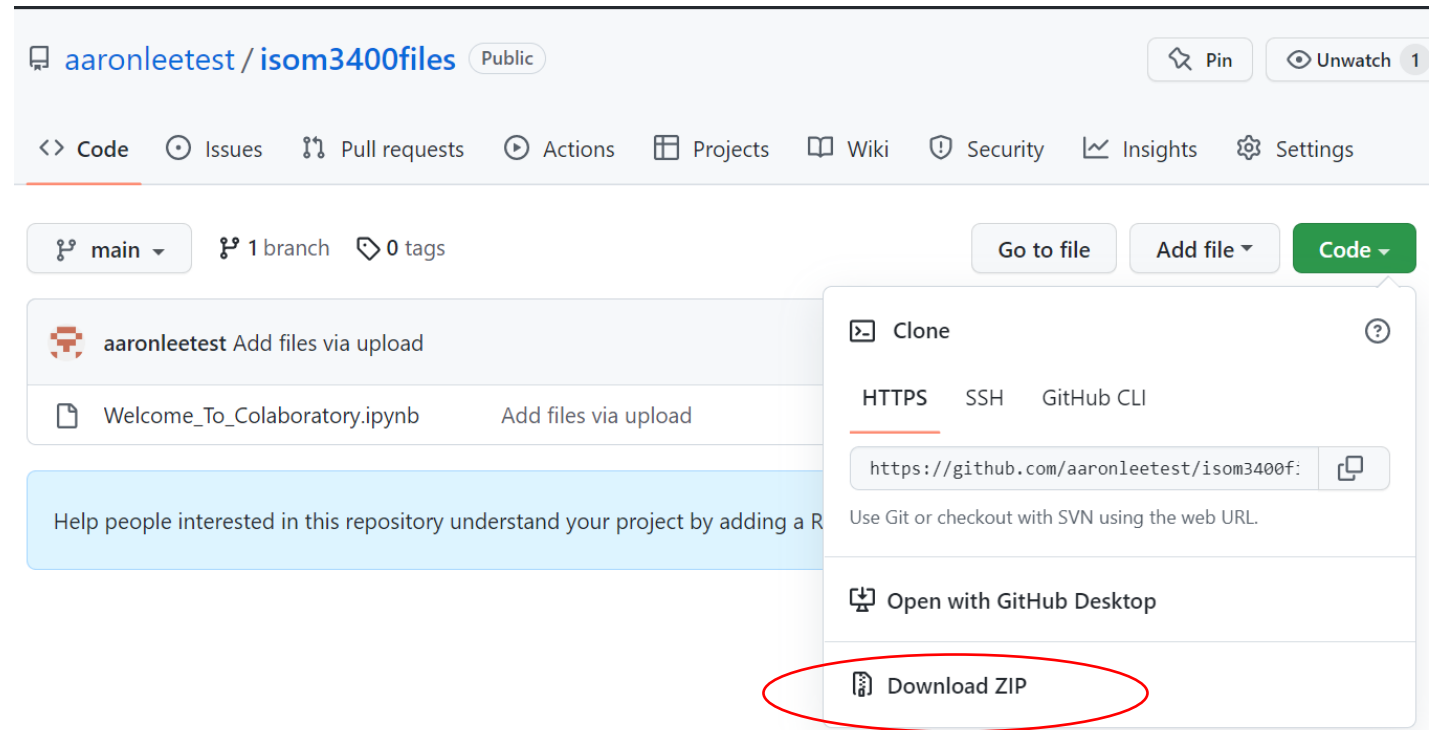 aaronleetest / isom3400files Public Pin Unwatch 1
<> Code Issues Pull requests Actions Projects Wiki Security Insights Settings
main 1 branch 0 tags Go to file Add file Code
aaronleetest Add files via upload
Welcome_To_Colaboratory.ipynb Add files via upload
Help people interested in this repository understand your project by adding a R
Clone
HTTPS SSH GitHub CLI
https://github.com/aaronleetest/isom3400f
Use Git or checkout with SVN using the web URL.
Open with GitHub Desktop
Download ZIP